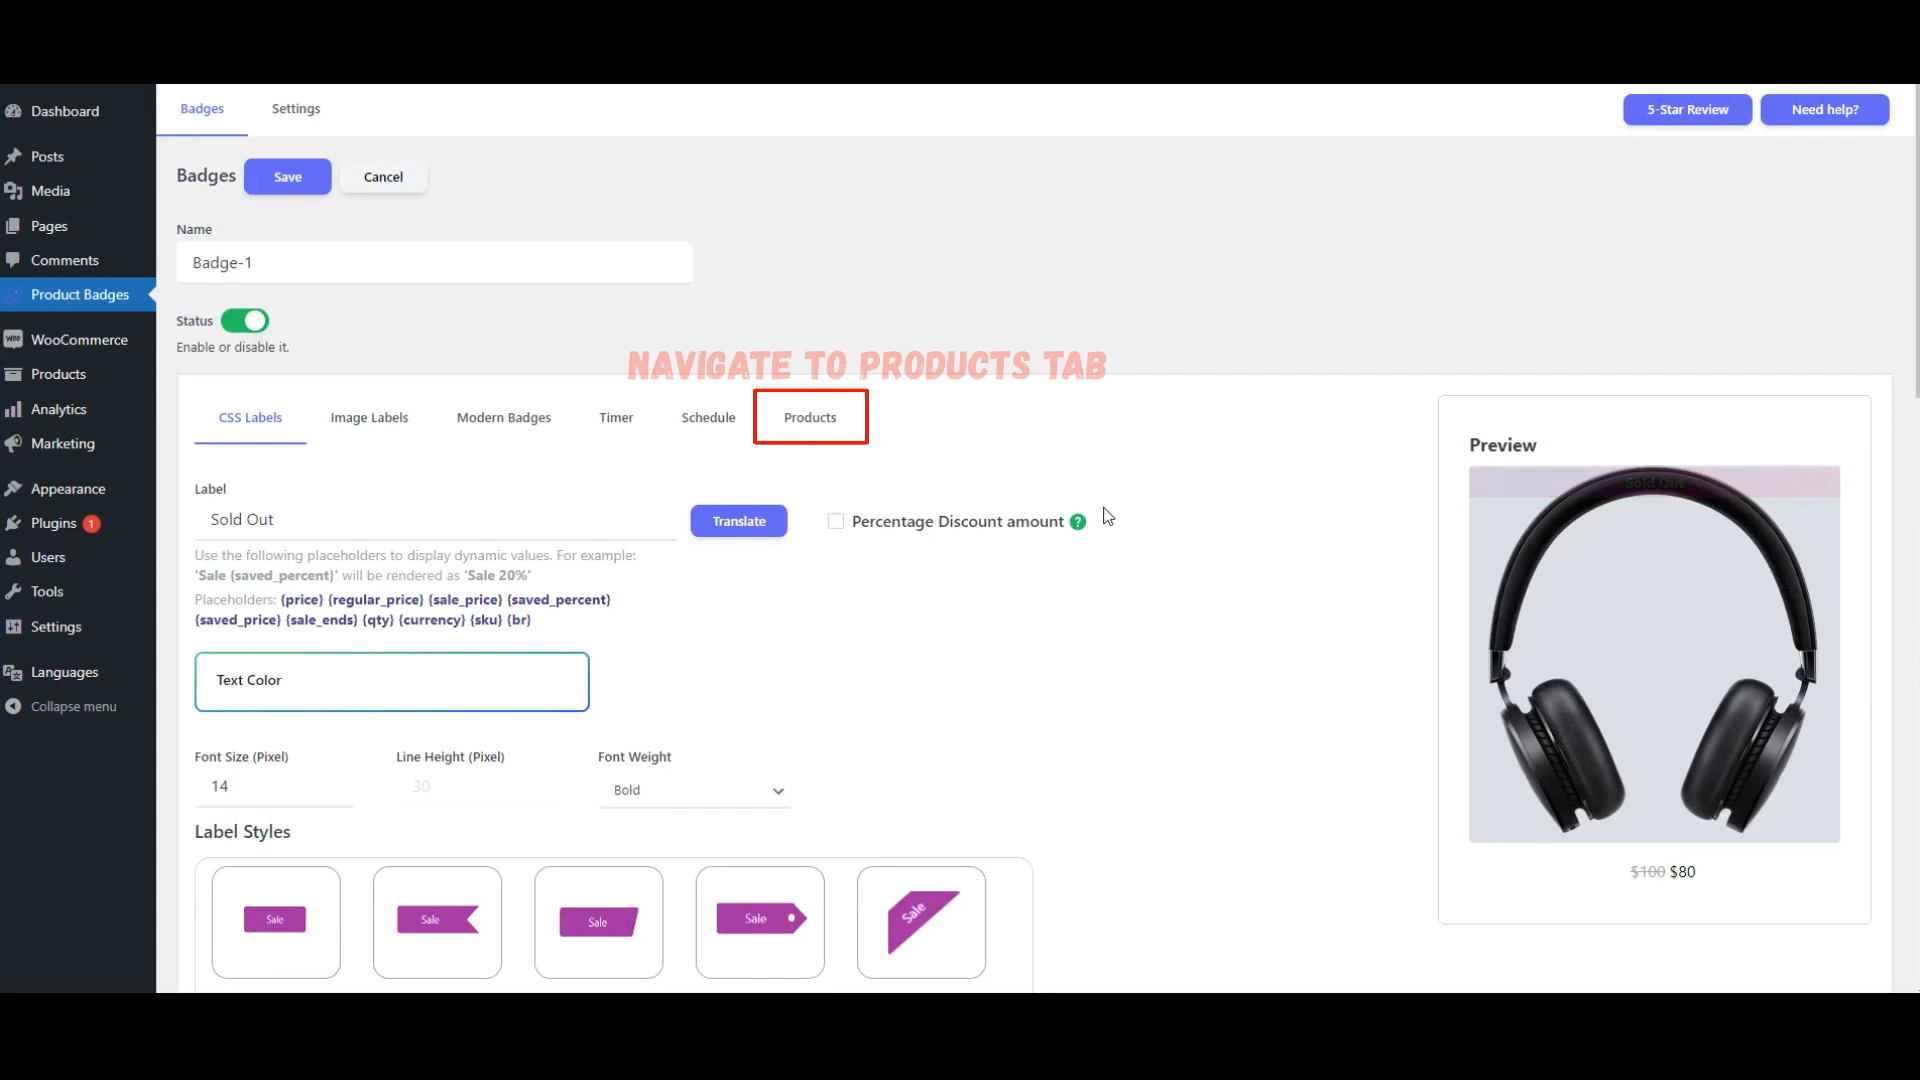 Dashboard
Posts
Media
Pages
Comments
Product Badges
WooCommerce
Products
Analytics
Marketing
Appearance
Plugins 1
Users
Tools
Settings
Languages
Collapse menu
Badges Settings
5-Star Review Need help?
Badges Save Cancel
Name
Badge-1
Status
Enable or disable it.
NAVIGATE TO PRODUCTS TAB
CSS Labels Image Labels Modern Badges Timer Schedule Products
Label
Sold Out
Translate
Percentage Discount amount ?
Use the following placeholders to display dynamic values. For example:
'Sale {saved_percent}' will be rendered as 'Sale 20%'
Placeholders: {price} {regular_price} {sale_price} {saved_percent}
{saved_price} {sale_ends} {qty} {currency} {sku} {br}
Text Color
Font Size (Pixel) Line Height (Pixel) Font Weight
14 30 Bold
Label Styles
Sale Sale Sale Sale Sale
Preview
Sold Out
$100 $80